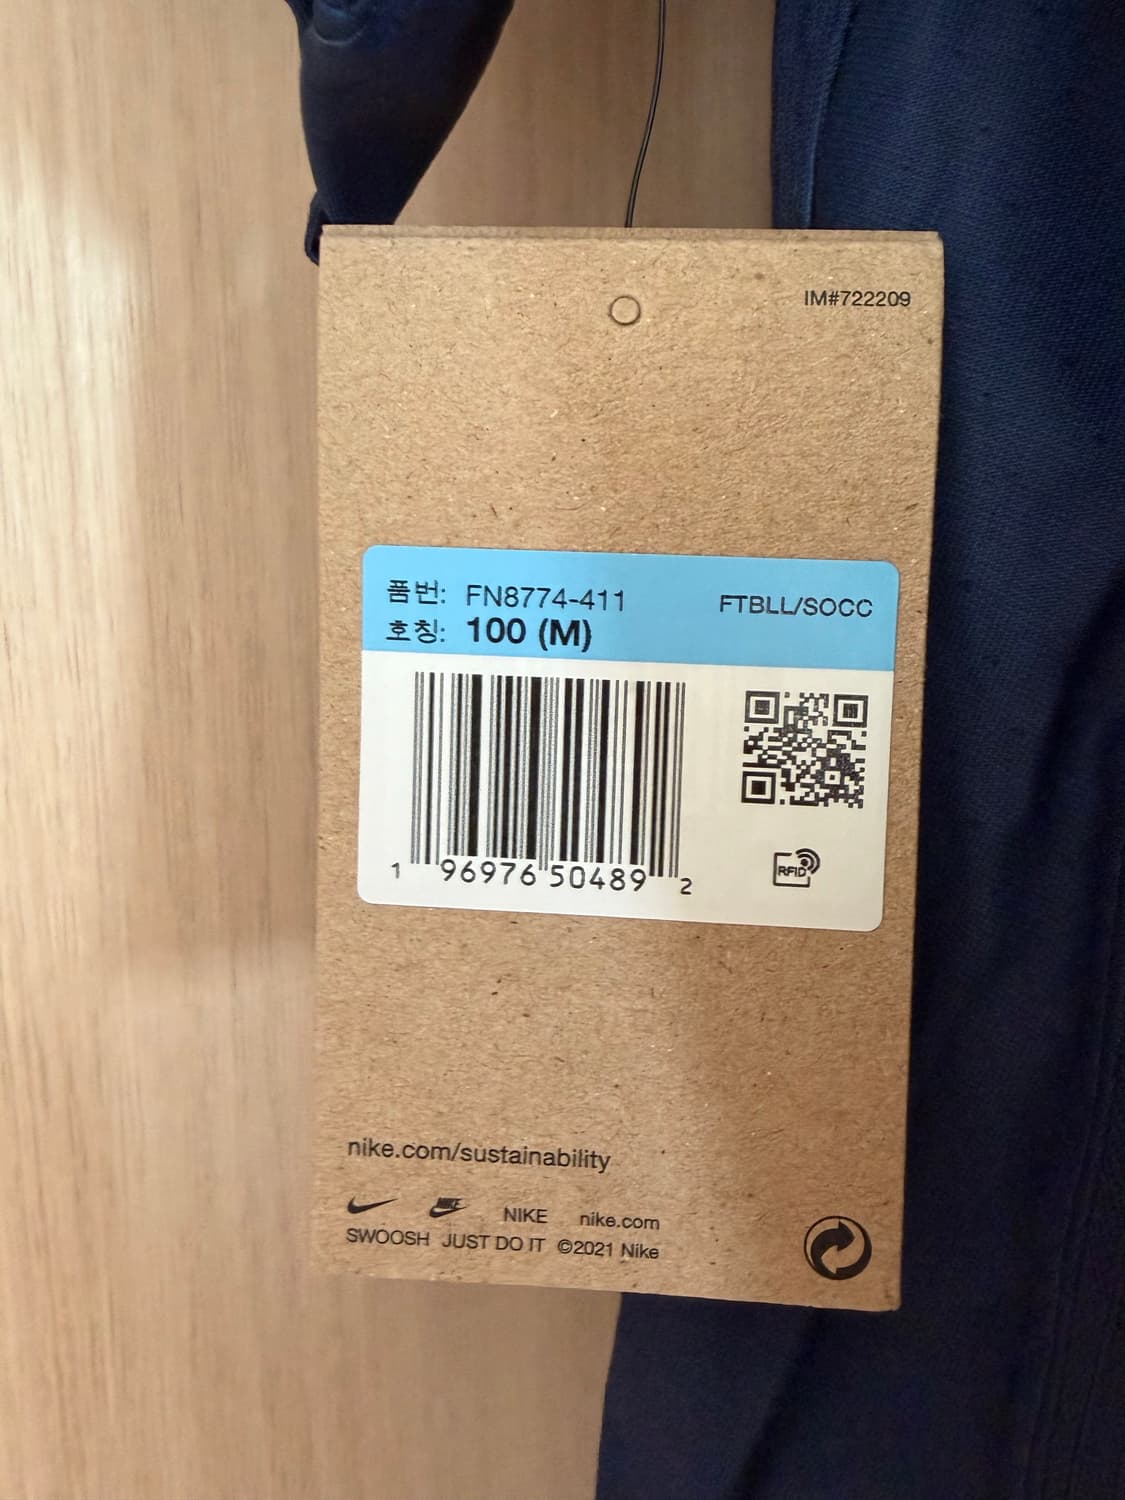 IM#722209
품번: FN8774-411 FTBLL/SOCC
호칭: 100 (M)
1 96976 50489 2
RFID
nike.com/sustainability
NIKE NIKE nike.com
SWOOSH JUST DO IT ©2021 Nike